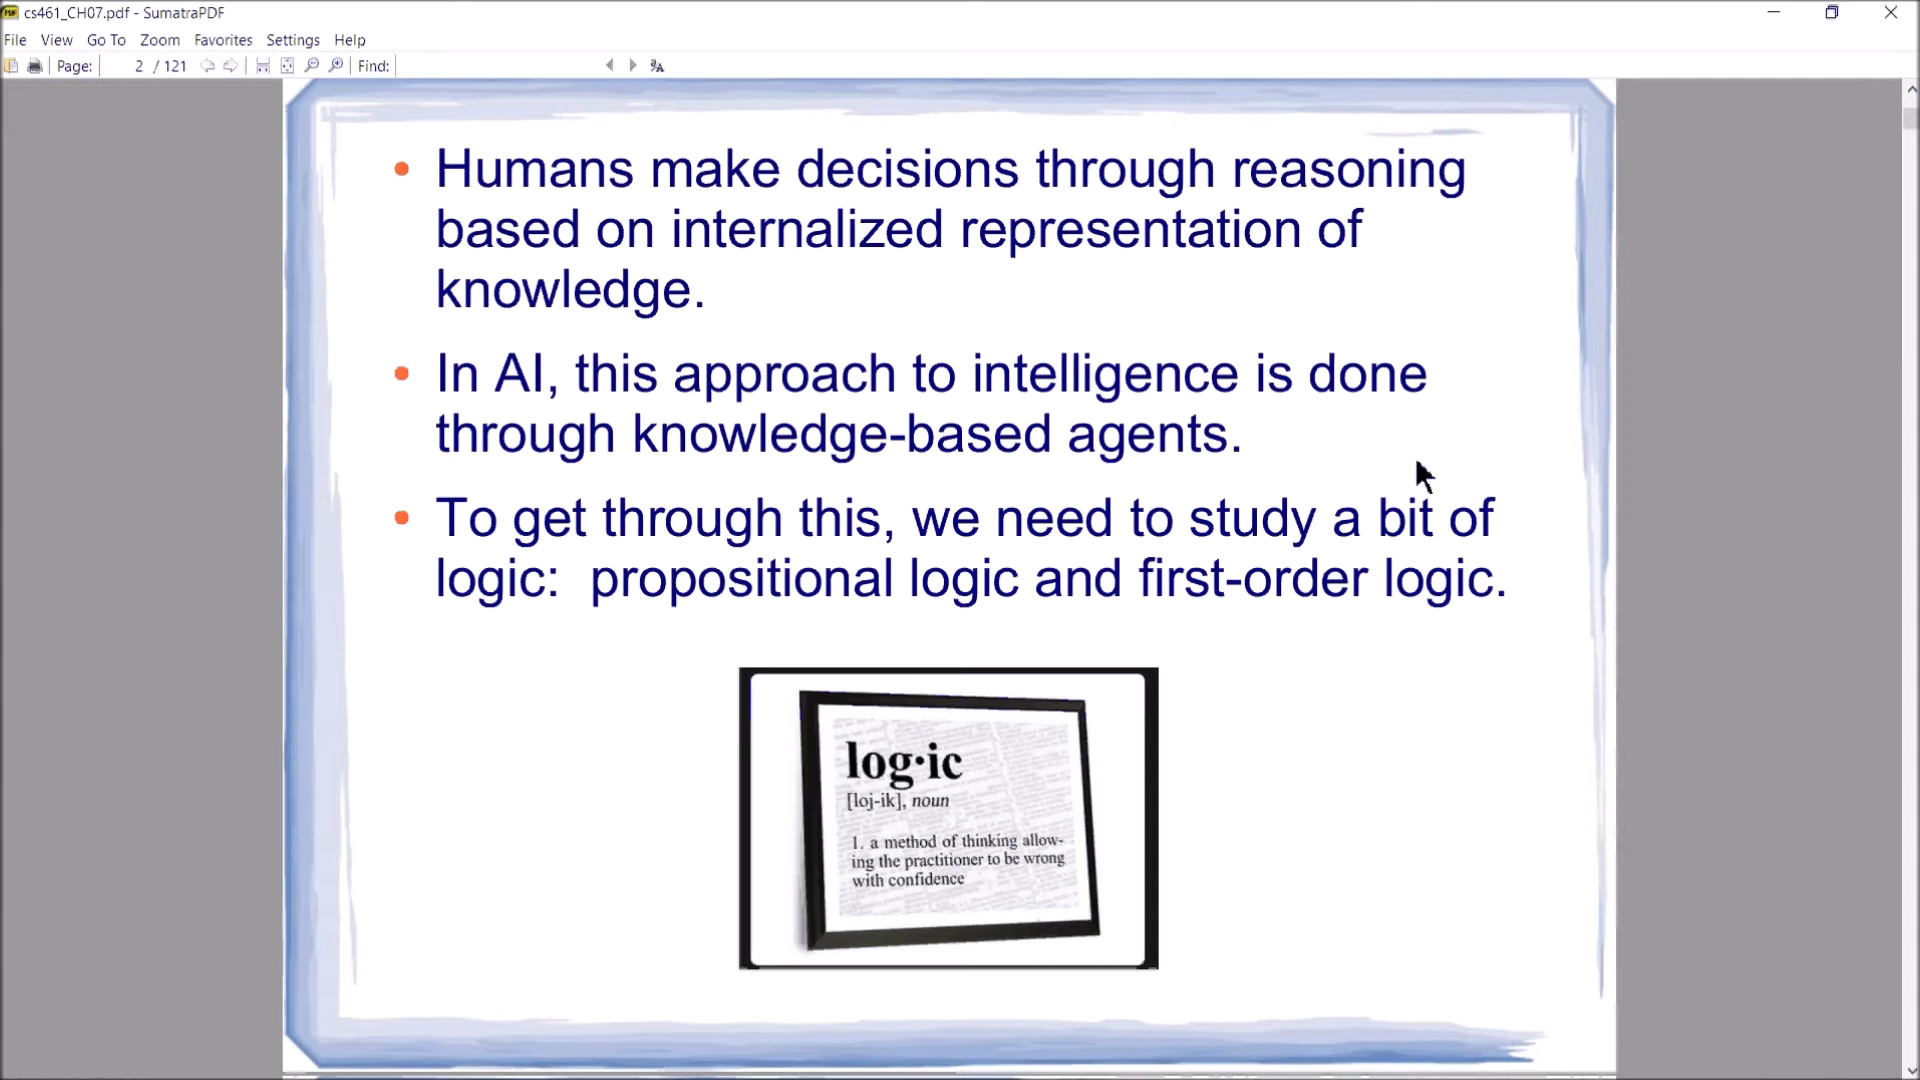 cs461_CH07.pdf - SumatraPDF
File View Go To Zoom Favorites Settings Help
Page: 2 / 121 Find:
• Humans make decisions through reasoning
based on internalized representation of
knowledge.
• In AI, this approach to intelligence is done
through knowledge-based agents.
• To get through this, we need to study a bit of
logic: propositional logic and first-order logic.
log·ic
[loj-ik], noun
1. a method of thinking allow-
ing the practitioner to be wrong
with confidence